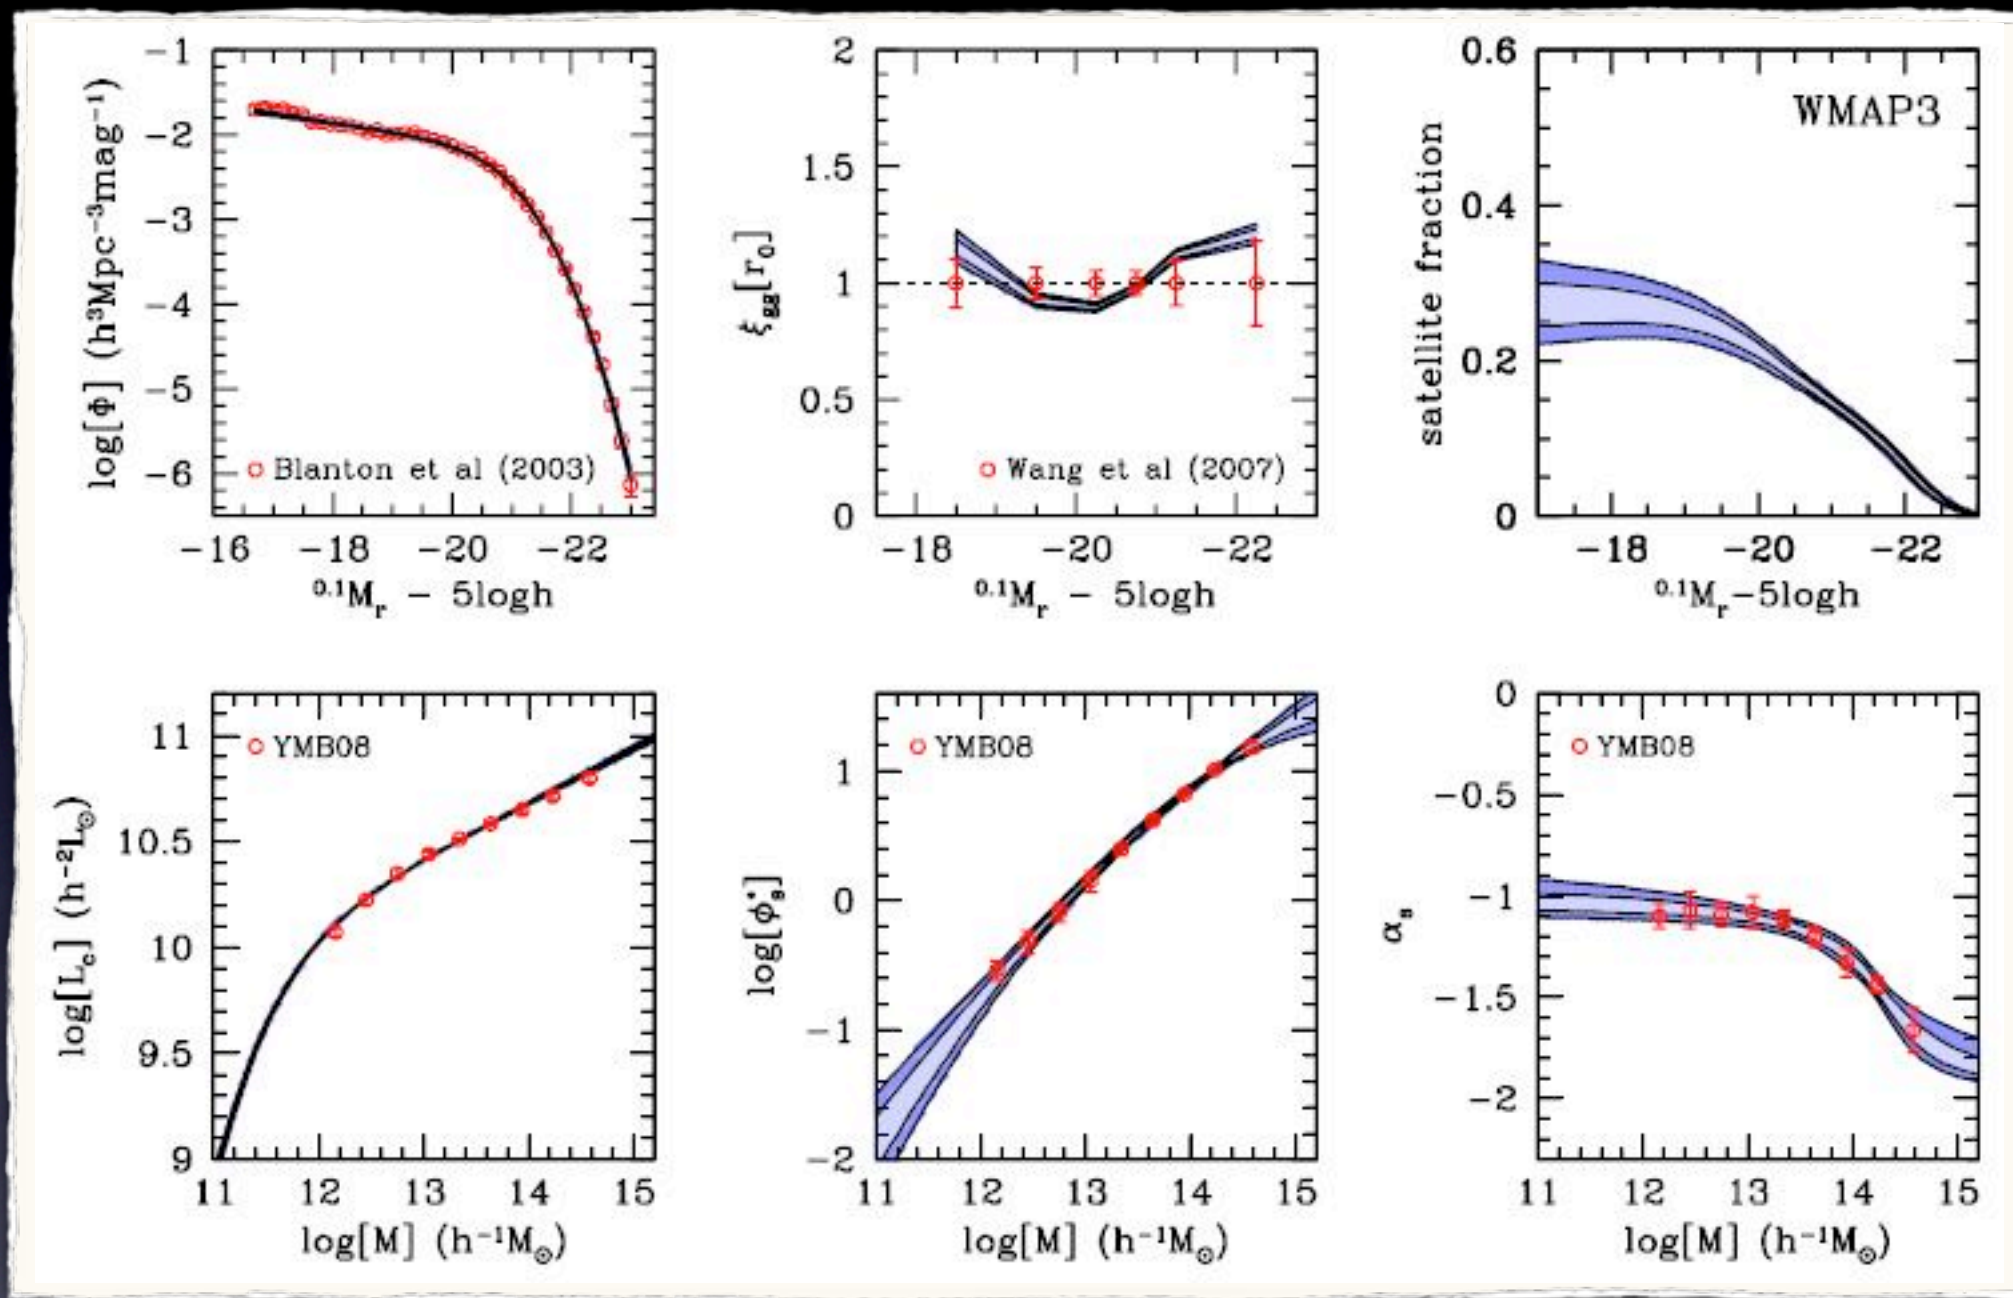 log[Φ] (h³Mpc⁻³mag⁻¹)
-1
-2
-3
-4
-5
-6
Blanton et al (2003)
-16 -18 -20 -22
⁰·¹Mᵣ - 5logh
ξgg[r₀]
2
1.5
1
0.5
0
Wang et al (2007)
-18 -20 -22
⁰·¹Mᵣ - 5logh
satellite fraction
0.6
0.4
0.2
0
WMAP3
-18 -20 -22
⁰·¹Mᵣ-5logh
log[L_c] (h⁻²L⊙)
11
10.5
10
9.5
9
YMB08
11 12 13 14 15
log[M] (h⁻¹M⊙)
log[ϕ*ₛ]
1
0
-1
-2
YMB08
11 12 13 14 15
log[M] (h⁻¹M⊙)
αₛ
0
-0.5
-1
-1.5
-2
YMB08
11 12 13 14 15
log[M] (h⁻¹M⊙)